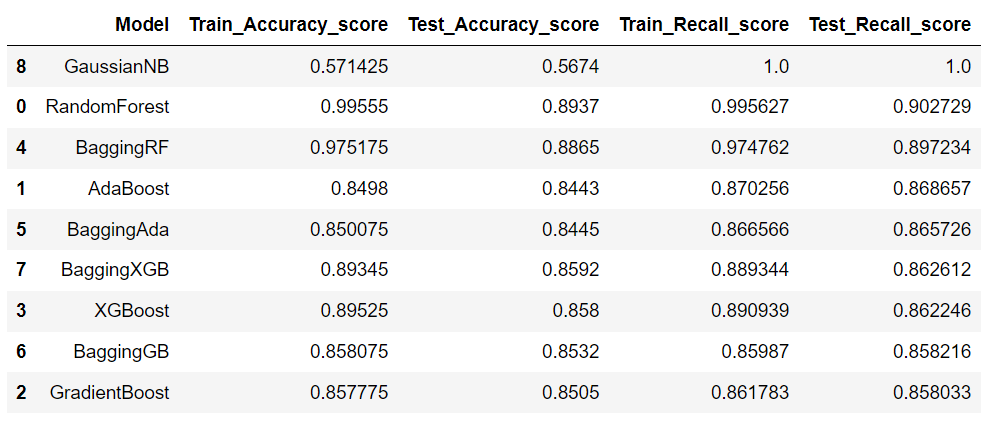 Model Train_Accuracy_score Test_Accuracy_score Train_Recall_score Test_Recall_score
8 GaussianNB 0.571425 0.5674 1.0 1.0
0 RandomForest 0.99555 0.8937 0.995627 0.902729
4 BaggingRF 0.975175 0.8865 0.974762 0.897234
1 AdaBoost 0.8498 0.8443 0.870256 0.868657
5 BaggingAda 0.850075 0.8445 0.866566 0.865726
7 BaggingXGB 0.89345 0.8592 0.889344 0.862612
3 XGBoost 0.89525 0.858 0.890939 0.862246
6 BaggingGB 0.858075 0.8532 0.85987 0.858216
2 GradientBoost 0.857775 0.8505 0.861783 0.858033